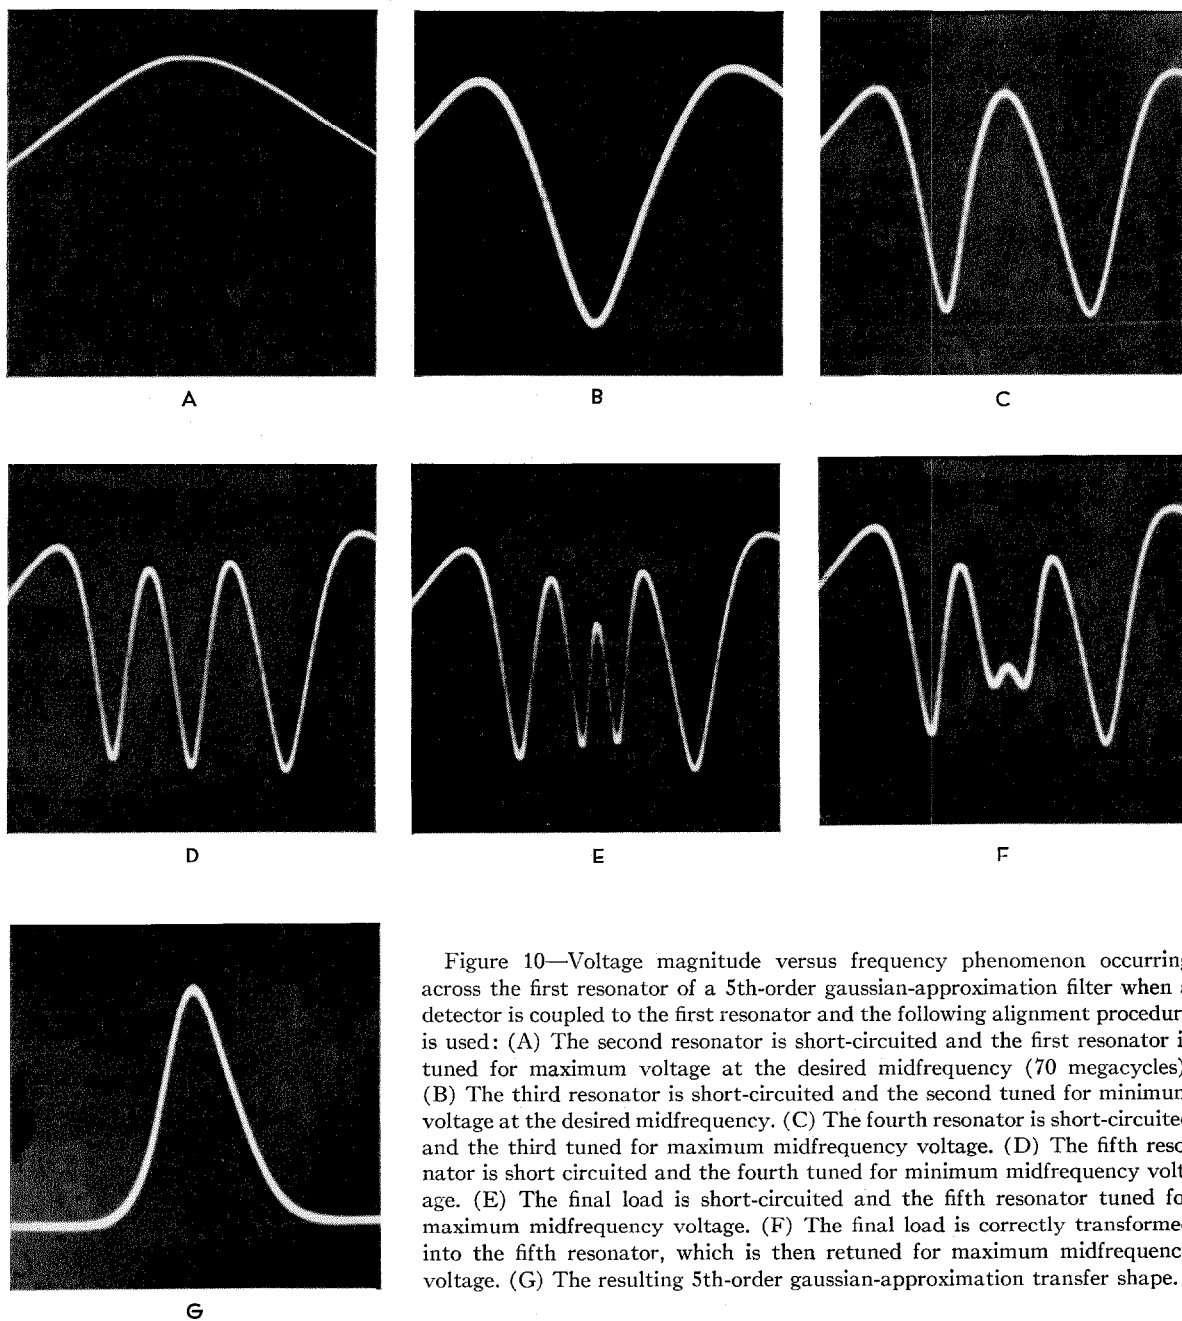 A
B
C
D
E
F
G
Figure 10—Voltage magnitude versus frequency phenomenon occurring
across the first resonator of a 5th-order gaussian-approximation filter when a
detector is coupled to the first resonator and the following alignment procedur
is used: (A) The second resonator is short-circuited and the first resonator i
tuned for maximum voltage at the desired midfrequency (70 megacycles)
(B) The third resonator is short-circuited and the second tuned for minimum
voltage at the desired midfrequency. (C) The fourth resonator is short-circuited
and the third tuned for maximum midfrequency voltage. (D) The fifth reso
nator is short circuited and the fourth tuned for minimum midfrequency volt
age. (E) The final load is short-circuited and the fifth resonator tuned fo
maximum midfrequency voltage. (F) The final load is correctly transforme
into the fifth resonator, which is then retuned for maximum midfrequenc
voltage. (G) The resulting 5th-order gaussian-approximation transfer shape.